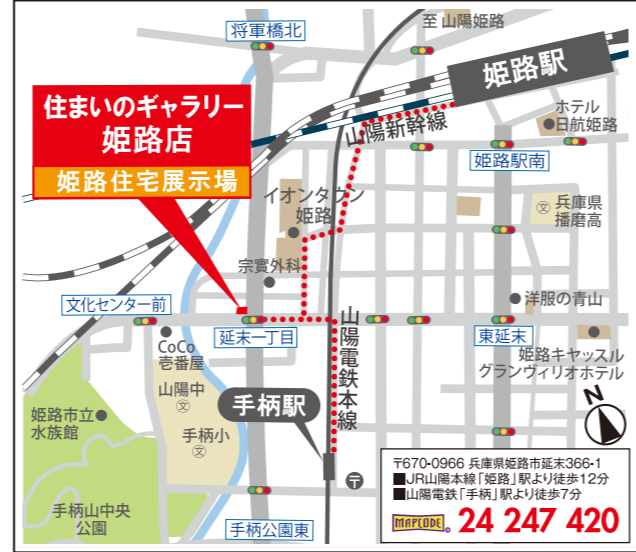 将軍橋北
至 山陽姫路
姫路駅
住まいのギャラリー
姫路店
姫路住宅展示場
山陽新幹線
ホテル
日航姫路
姫路駅南
イオンタウン
姫路
文
兵庫県
播磨高
宗實外科
文化センター前
洋服の青山
延末一丁目
山陽電鉄本線
東延末
CoCo
壱番屋
姫路キャッスル
グランヴィリオホテル
山陽中
文
手柄駅
N
姫路市立
水族館
手柄小
文
〒
手柄山中央
公園
手柄公園東
〒670-0966 兵庫県姫路市延末366-1
■JR山陽本線「姫路」駅より徒歩12分
■山陽電鉄「手柄」駅より徒歩7分
MAPCODE® 24 247 420